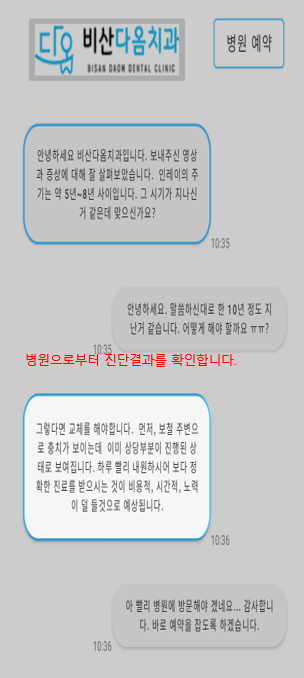 비산다옴치과
BISAN DAOM DENTAL CLINIC
병원 예약
안녕하세요 비산다옴치과입니다. 보내주신 영상
과 증상에 대해 잘 살펴보았습니다. 인레이의 주
기는 약 5년~8년 사이입니다. 그 시기가 지나신
거 같은데 맞으신가요?
10:35
안녕하세요. 말씀하신대로 한 10년 정도 지
난거 같습니다. 어떻게 해야 할까요 ㅠㅠ?
10:35
병원으로부터 진단결과를 확인합니다.
그렇다면 교체를 해야합니다. 먼저, 보철 주변으
로 충치가 보이는데 이미 상당부분이 진행된 상
태로 보여집니다. 하루 빨리 내원하시어 보다 정
확한 진료를 받으시는 것이 비용적, 시간적, 노력
이 덜 들것으로 예상됩니다.
10:36
아 빨리 병원에 방문해야 겠네요... 감사합니
다. 바로 예약을 잡도록 하겠습니다.
10:36